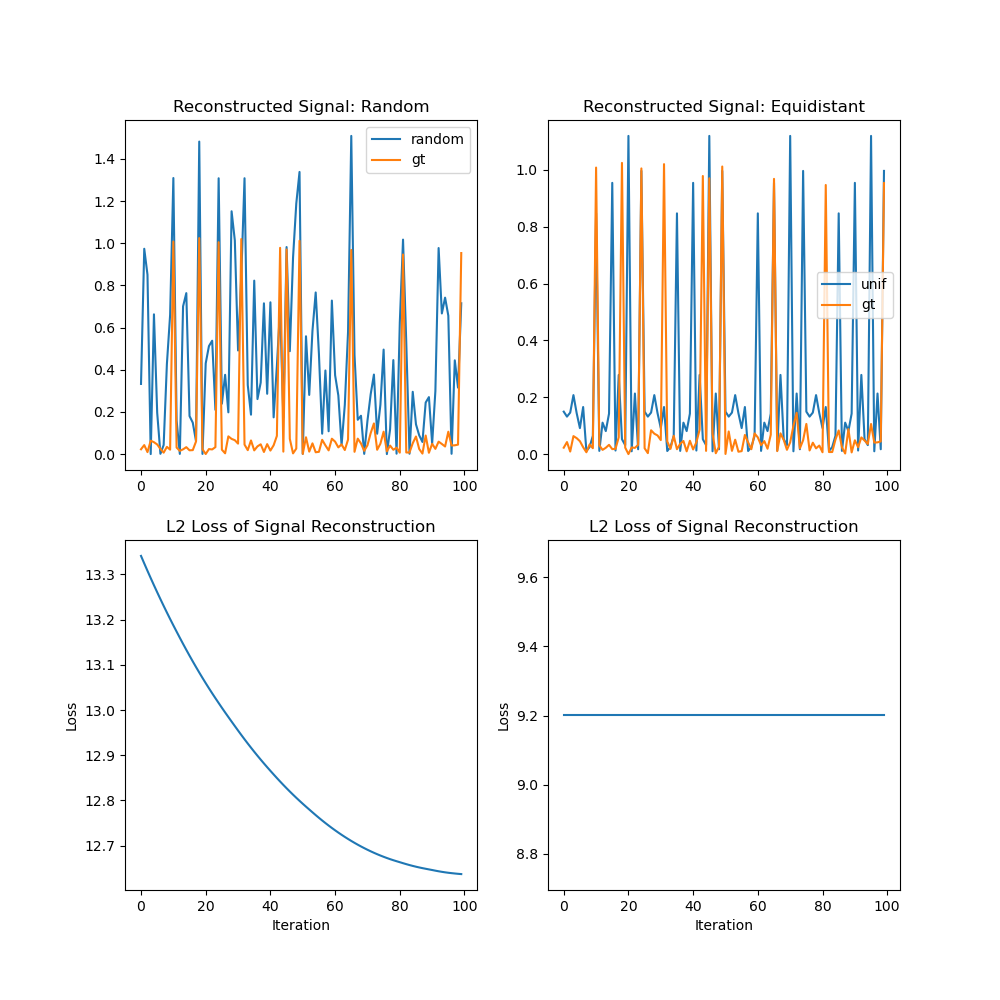 Reconstructed Signal: Random
1.4
1.2
1.0
0.8
0.6
0.4
0.2
0.0
random
gt
0 20 40 60 80 100
Reconstructed Signal: Equidistant
1.0
0.8
0.6
0.4
0.2
0.0
unif
gt
0 20 40 60 80 100
L2 Loss of Signal Reconstruction
Loss
13.3
13.2
13.1
13.0
12.9
12.8
12.7
0 20 40 60 80 100
Iteration
L2 Loss of Signal Reconstruction
Loss
9.6
9.4
9.2
9.0
8.8
0 20 40 60 80 100
Iteration